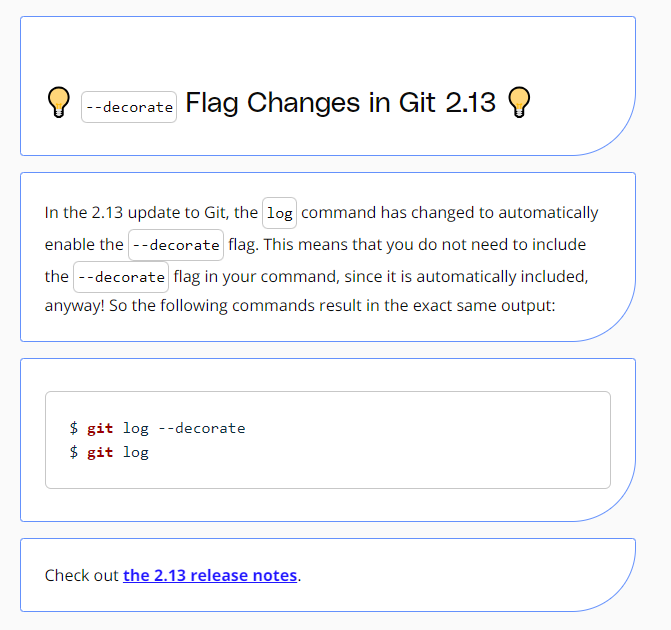 💡 --decorate Flag Changes in Git 2.13 💡
In the 2.13 update to Git, the log command has changed to automatically
enable the --decorate flag. This means that you do not need to include
the --decorate flag in your command, since it is automatically included,
anyway! So the following commands result in the exact same output:
$ git log --decorate
$ git log
Check out the 2.13 release notes.